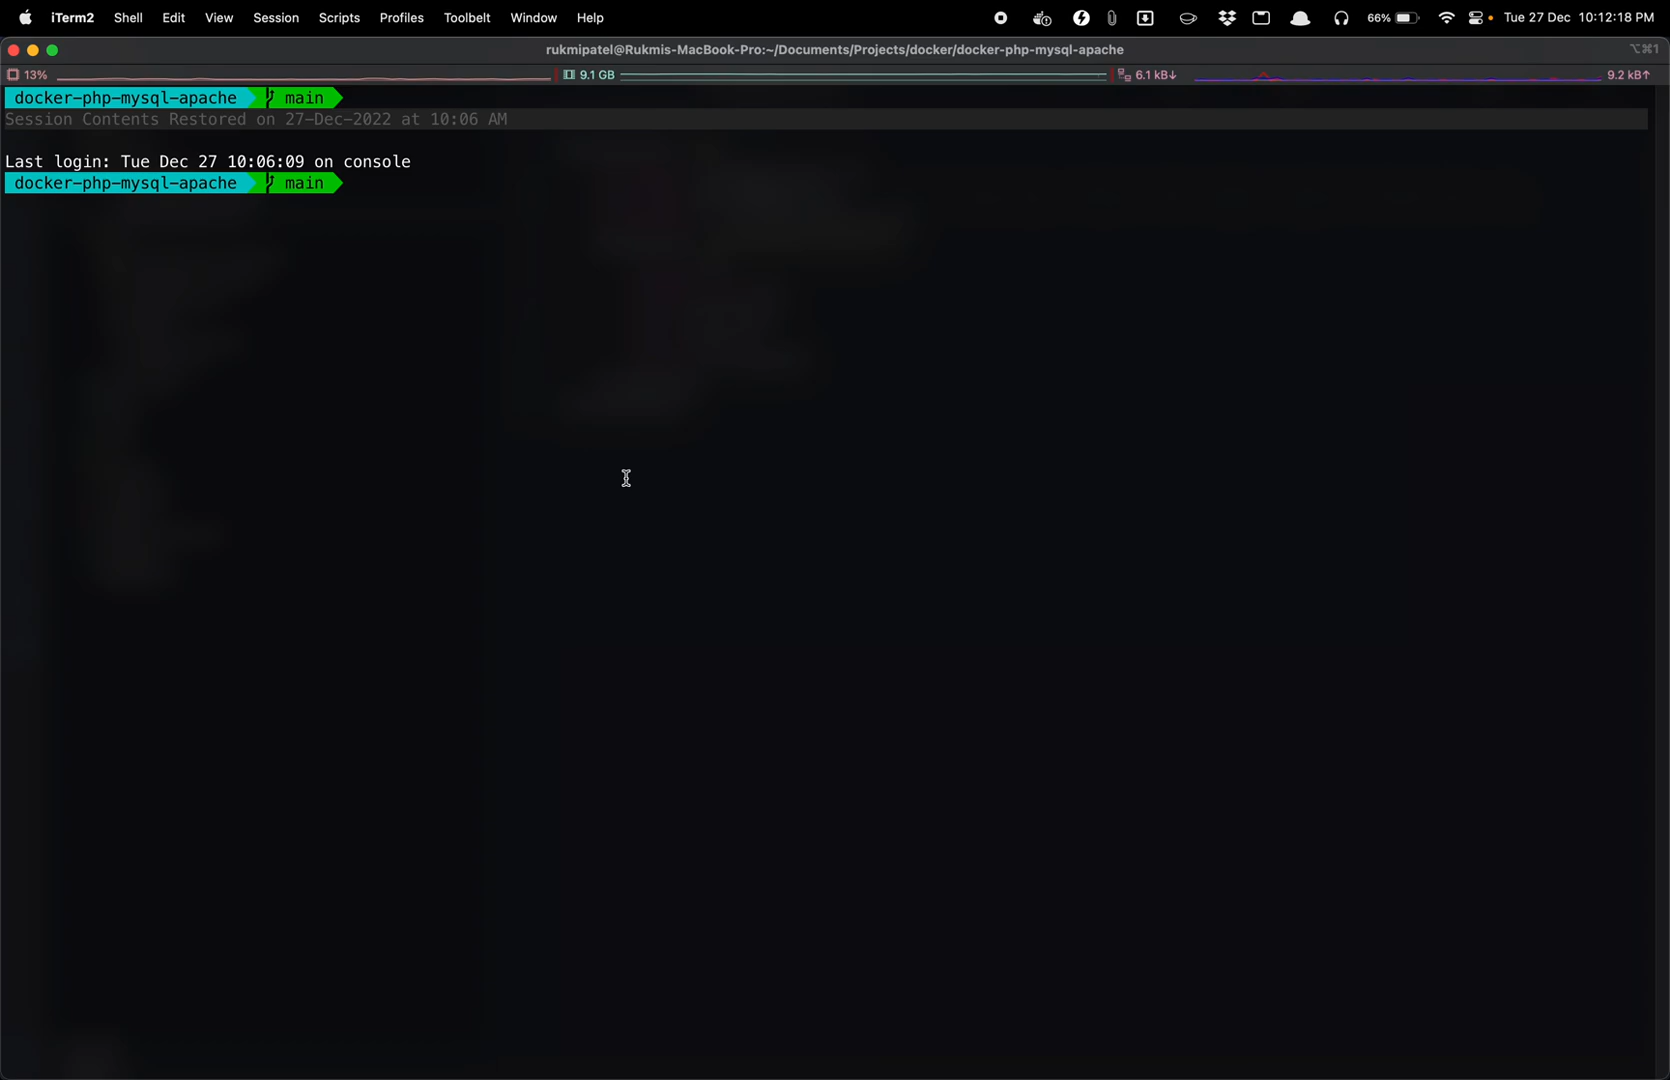 iTerm2 Shell Edit View Session Scripts Profiles Toolbelt Window Help 66% Tue 27 Dec 10:12:18 PM
rukmipatel@Rukmis-MacBook-Pro:~/Documents/Projects/docker/docker-php-mysql-apache ⌥⌘1
13% 9.1 GB 6.1 kB↓ 9.2 kB↑
docker-php-mysql-apache main
Session Contents Restored on 27-Dec-2022 at 10:06 AM
Last login: Tue Dec 27 10:06:09 on console
docker-php-mysql-apache main